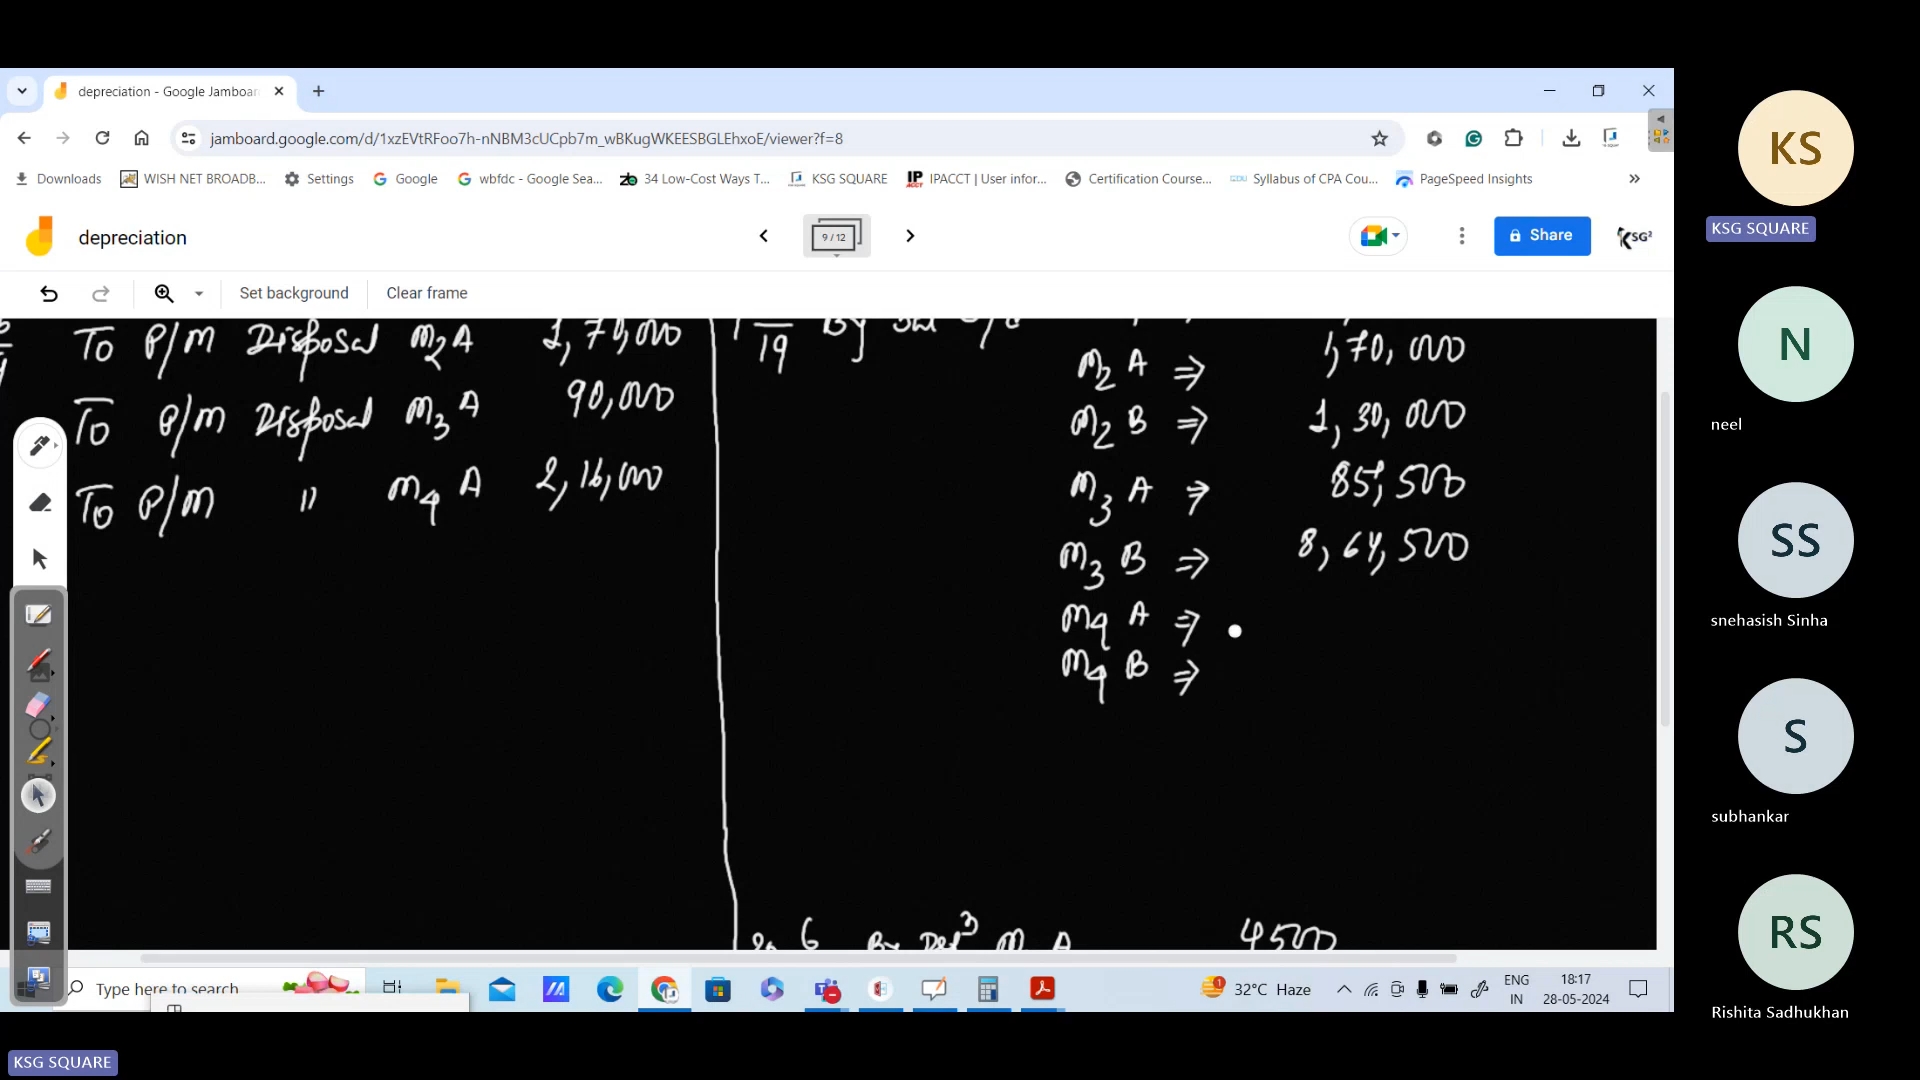 depreciation - Google Jamboar
jamboard.google.com/d/1xzEVtRFoo7h-nNBM3cUCpb7m_wBKugWKEESBGLEhxoE/viewer?f=8
Downloads WISH NET BROADB... Settings Google wbfdc - Google Sea... 34 Low-Cost Ways T... KSG SQUARE IPACCT | User infor... Certification Course... Syllabus of CPA Cou... PageSpeed Insights
depreciation 9 / 12 Share KSG²
Set background Clear frame
To P/M Disposal M2 A 1,70,000
To P/M Disposal M3 A 90,000
To P/M " M4 A 2,16,000
19 By
M2 A ⇒ 1,70,000
M2 B ⇒ 1,30,000
M3 A ⇒ 85,500
M3 B ⇒ 8,64,500
M4 A ⇒
M4 B ⇒
4500
Type here to search
32°C Haze
ENG IN
18:17
28-05-2024
KS
KSG SQUARE
N
neel
SS
snehasish Sinha
S
subhankar
RS
Rishita Sadhukhan
KSG SQUARE